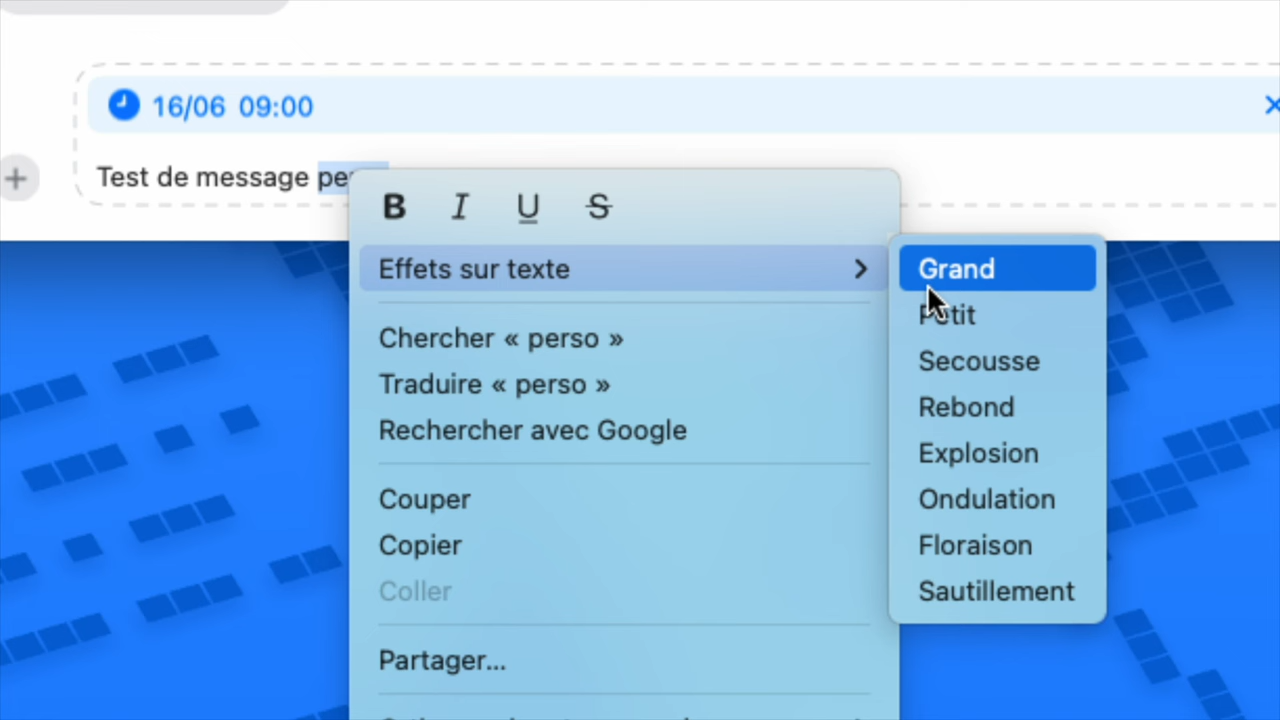 16/06 09:00
Test de message
B I U S
Effets sur texte
Grand
Petit
Secousse
Rebond
Explosion
Ondulation
Floraison
Sautillement
Chercher « perso »
Traduire « perso »
Rechercher avec Google
Couper
Copier
Coller
Partager...